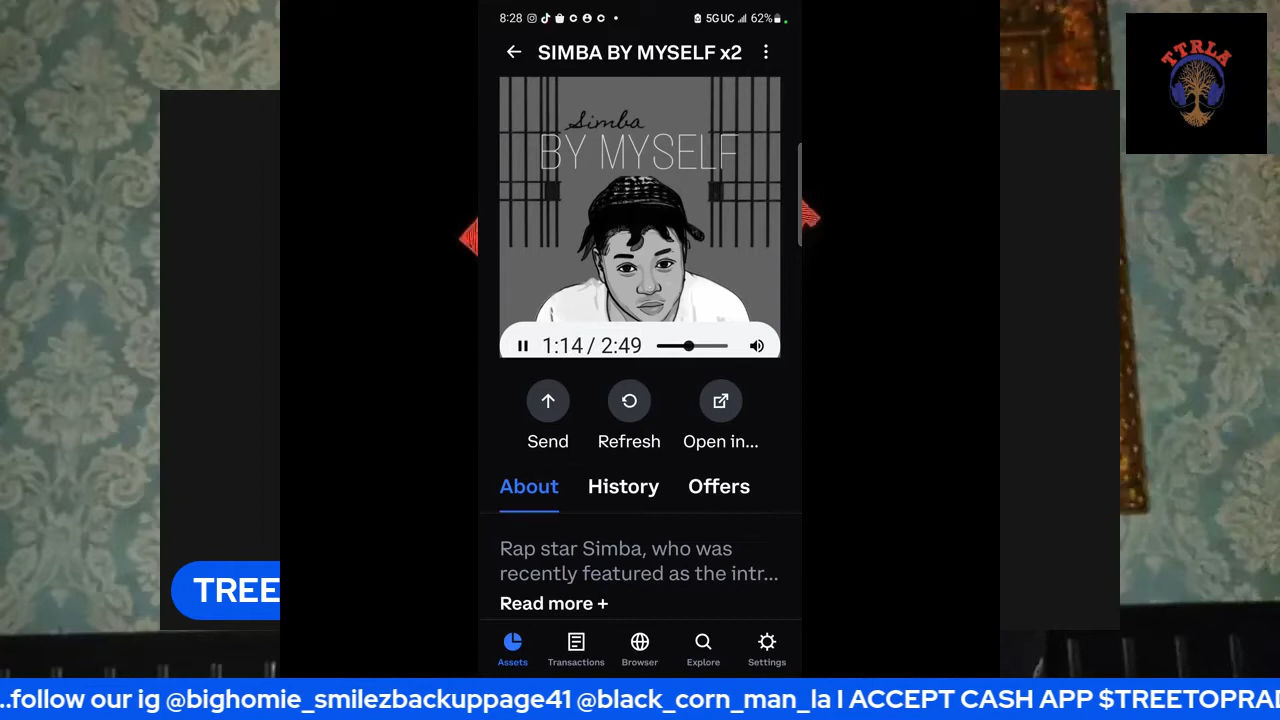 8:28 5GUC 62%
SIMBA BY MYSELF x2
TTRLA
Simba
BY MYSELF
1:14 / 2:49
Send Refresh Open in...
About History Offers
Rap star Simba, who was
recently featured as the intr...
Read more +
TREE
Assets Transactions Browser Explore Settings
..follow our ig @bighomie_smilezbackuppage41 @black_corn_man_la I ACCEPT CASH APP $TREETOPRA